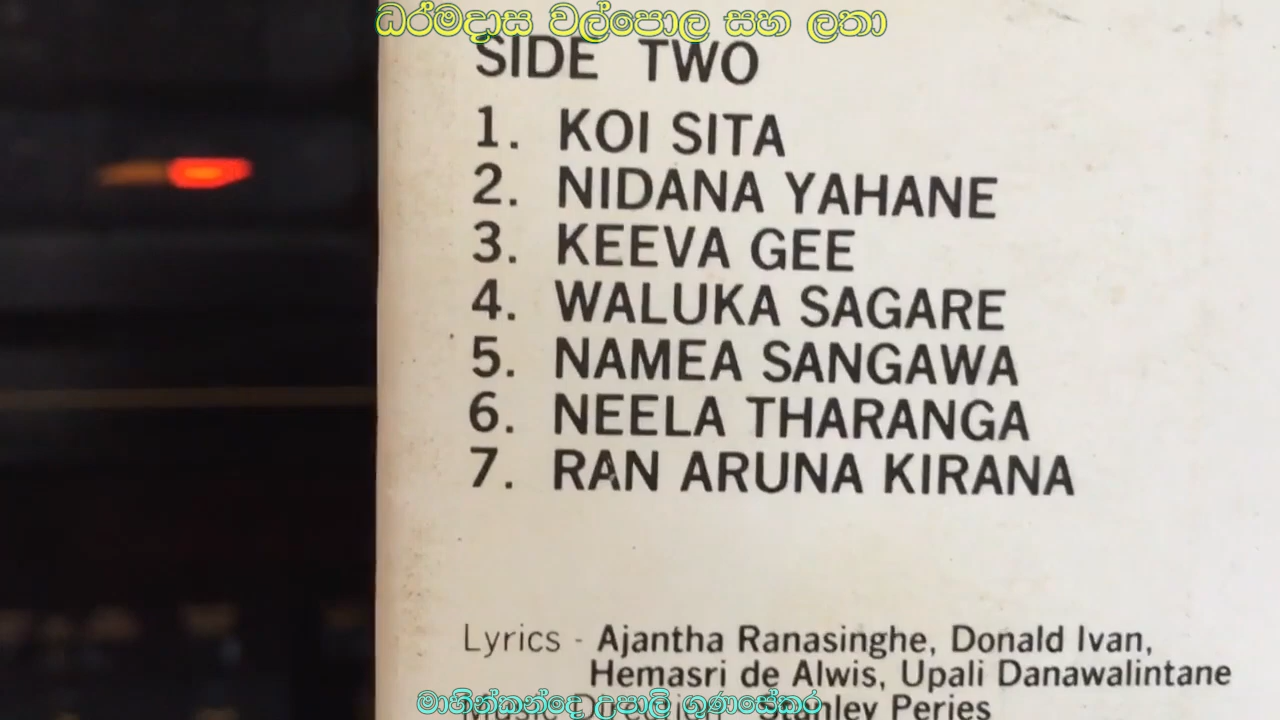 ධර්මදාස වල්පොල සහ ලතා
SIDE TWO
1. KOI SITA
2. NIDANA YAHANE
3. KEEVA GEE
4. WALUKA SAGARE
5. NAMEA SANGAWA
6. NEELA THARANGA
7. RAN ARUNA KIRANA
Lyrics - Ajantha Ranasinghe, Donald Ivan,
Hemasri de Alwis, Upali Danawalintane
Music Direction Stanley Peries
මාහින්කන්දෙ උපාලි ගුණසේකර